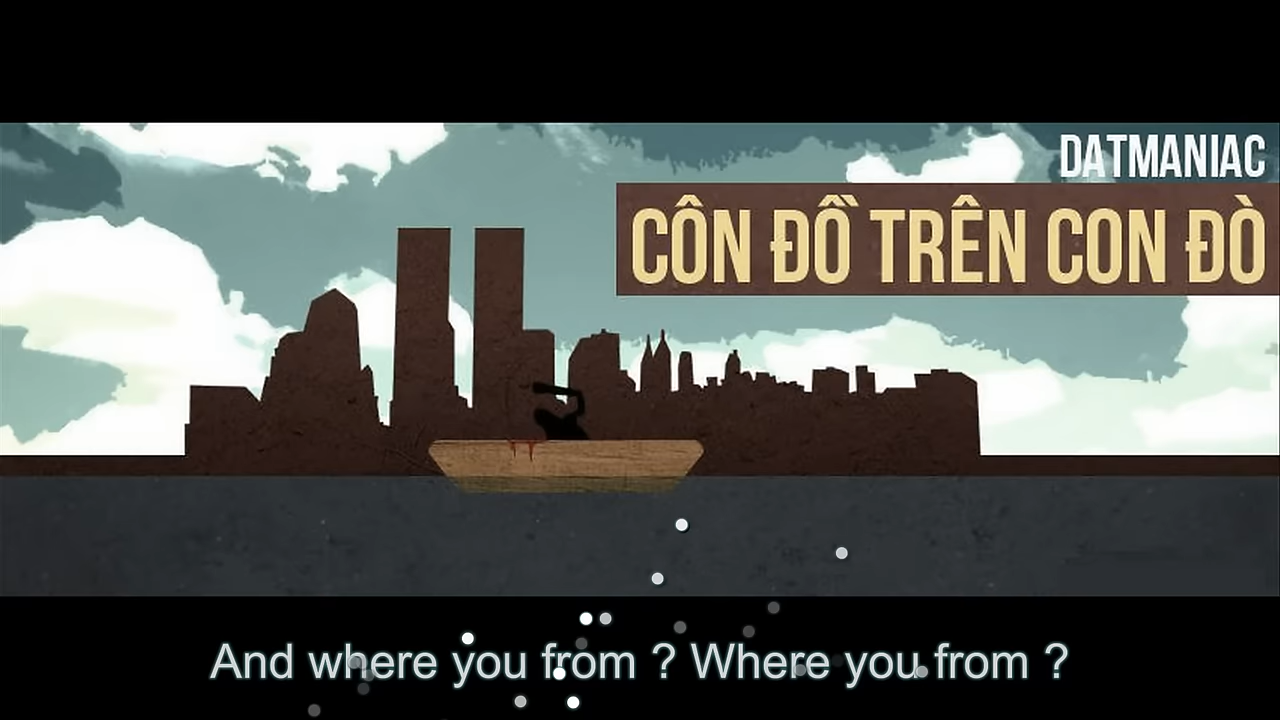 DATMANIAC
CÔN ĐỒ TRÊN CON ĐÒ
And where you from ? Where you from ?